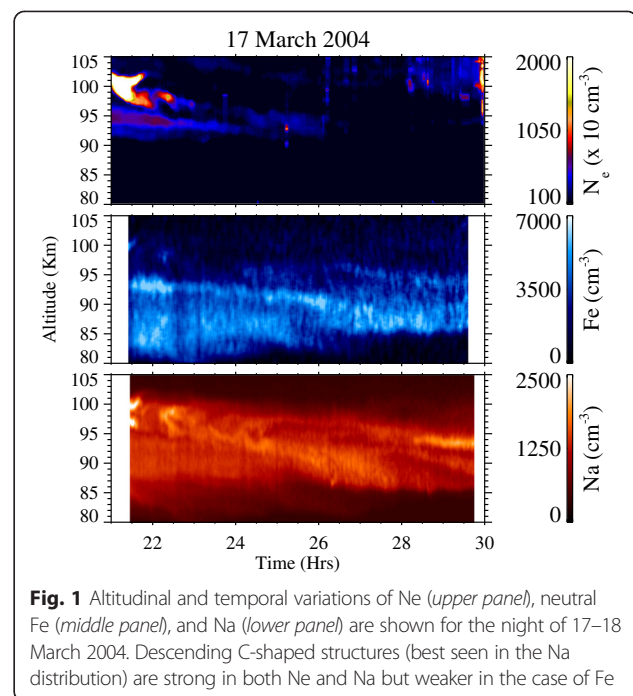 17 March 2004
105
100
95
90
85
80
2000
1050
100
Ne (x 10 cm-3)
105
100
95
90
85
80
Altitude (Km)
7000
3500
0
Fe (cm-3)
105
100
95
90
85
80
2500
1250
0
Na (cm-3)
22 24 26 28 30
Time (Hrs)
Fig. 1 Altitudinal and temporal variations of Ne (upper panel), neutral
Fe (middle panel), and Na (lower panel) are shown for the night of 17–18
March 2004. Descending C-shaped structures (best seen in the Na
distribution) are strong in both Ne and Na but weaker in the case of Fe